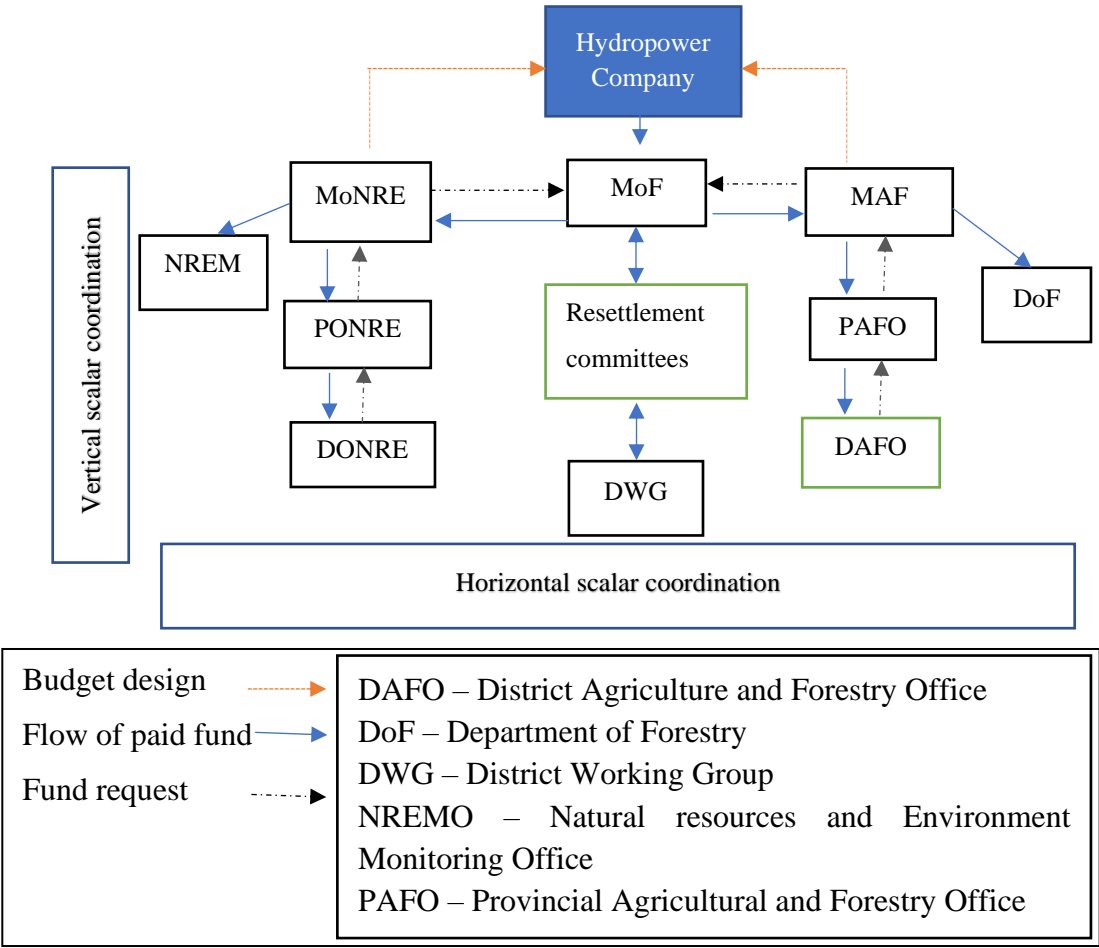 Hydropower
Company
MoNRE
MoF
MAF
NREM
DoF
PONRE
Resettlement
committees
PAFO
DONRE
DWG
DAFO
Vertical scalar coordination
Horizontal scalar coordination
Budget design
Flow of paid fund
Fund request
DAFO – District Agriculture and Forestry Office
DoF – Department of Forestry
DWG – District Working Group
NREMO – Natural resources and Environment
Monitoring Office
PAFO – Provincial Agricultural and Forestry Office